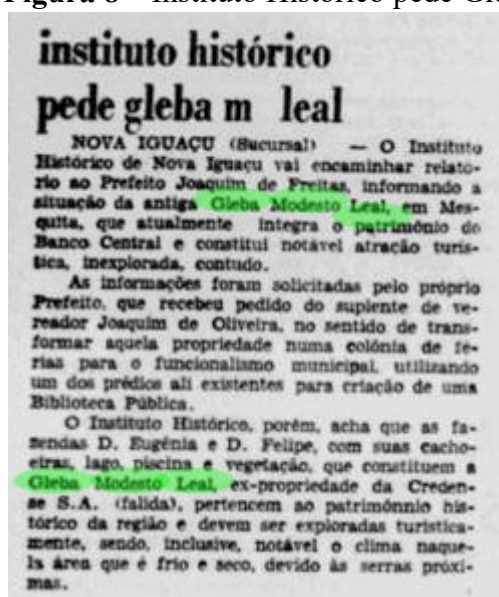 Figura 8 – Instituto Histórico pede Gle
instituto histórico
pede gleba m leal
NOVA IGUAÇU (Sucursal) — O Instituto
Histórico de Nova Iguaçu vai encaminhar relató-
rio ao Prefeito Joaquim de Freitas, informando a
situação da antiga Gleba Modesto Leal, em Mes-
quita, que atualmente integra o patrimônio do
Banco Central e constitui notável atração turís-
tica, inexplorada, contudo.
As informações foram solicitadas pelo próprio
Prefeito, que recebeu pedido do suplente de ve-
reador Joaquim de Oliveira, no sentido de trans-
formar aquela propriedade numa colônia de fé-
rias para o funcionalismo municipal, utilizando
um dos prédios ali existentes para criação de uma
Biblioteca Pública.
O Instituto Histórico, porém, acha que as fa-
zendas D. Eugênia e D. Felipe, com suas cacho-
eiras, lago, piscina e vegetação, que constituem a
Gleba Modesto Leal, ex-propriedade da Creden-
se S.A. (falida), pertencem ao patrimônnio his-
tórico da região e devem ser exploradas turistica-
mente, sendo, inclusive, notável o clima naque-
la área que é frio e seco, devido às serras próxi-
mas.